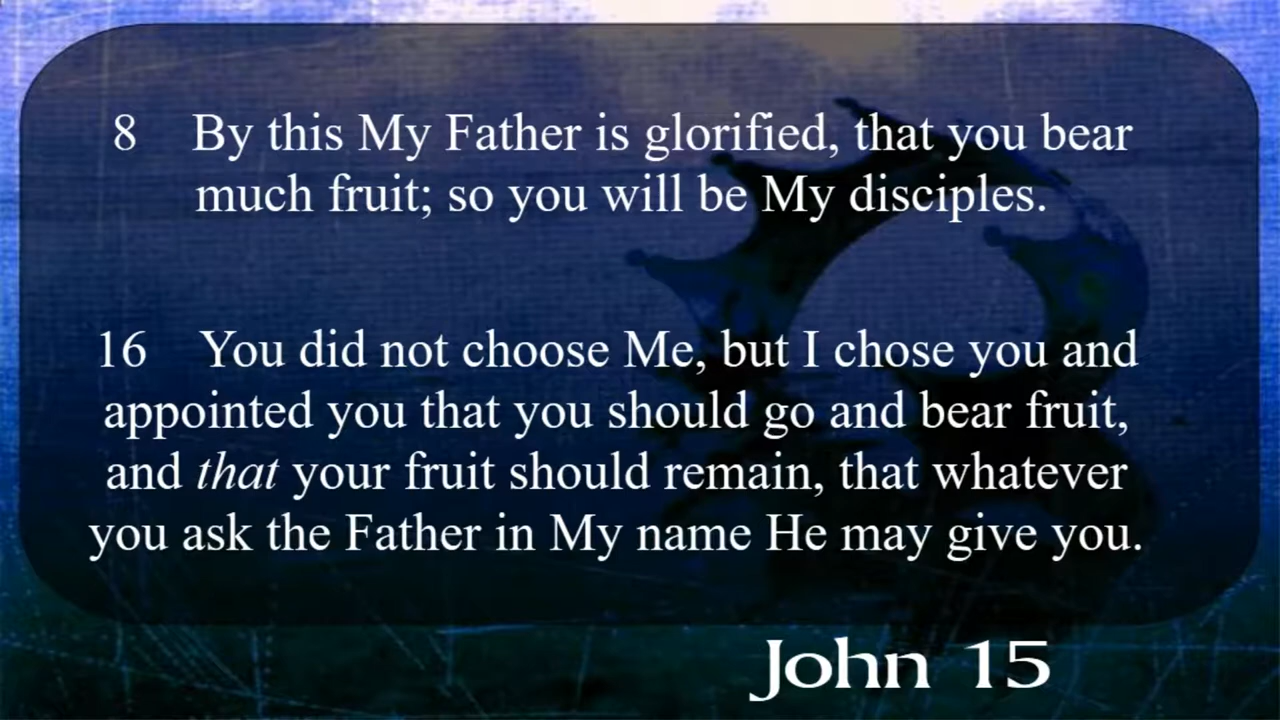 8 By this My Father is glorified, that you bear
much fruit; so you will be My disciples.
16 You did not choose Me, but I chose you and
appointed you that you should go and bear fruit,
and that your fruit should remain, that whatever
you ask the Father in My name He may give you.
John 15